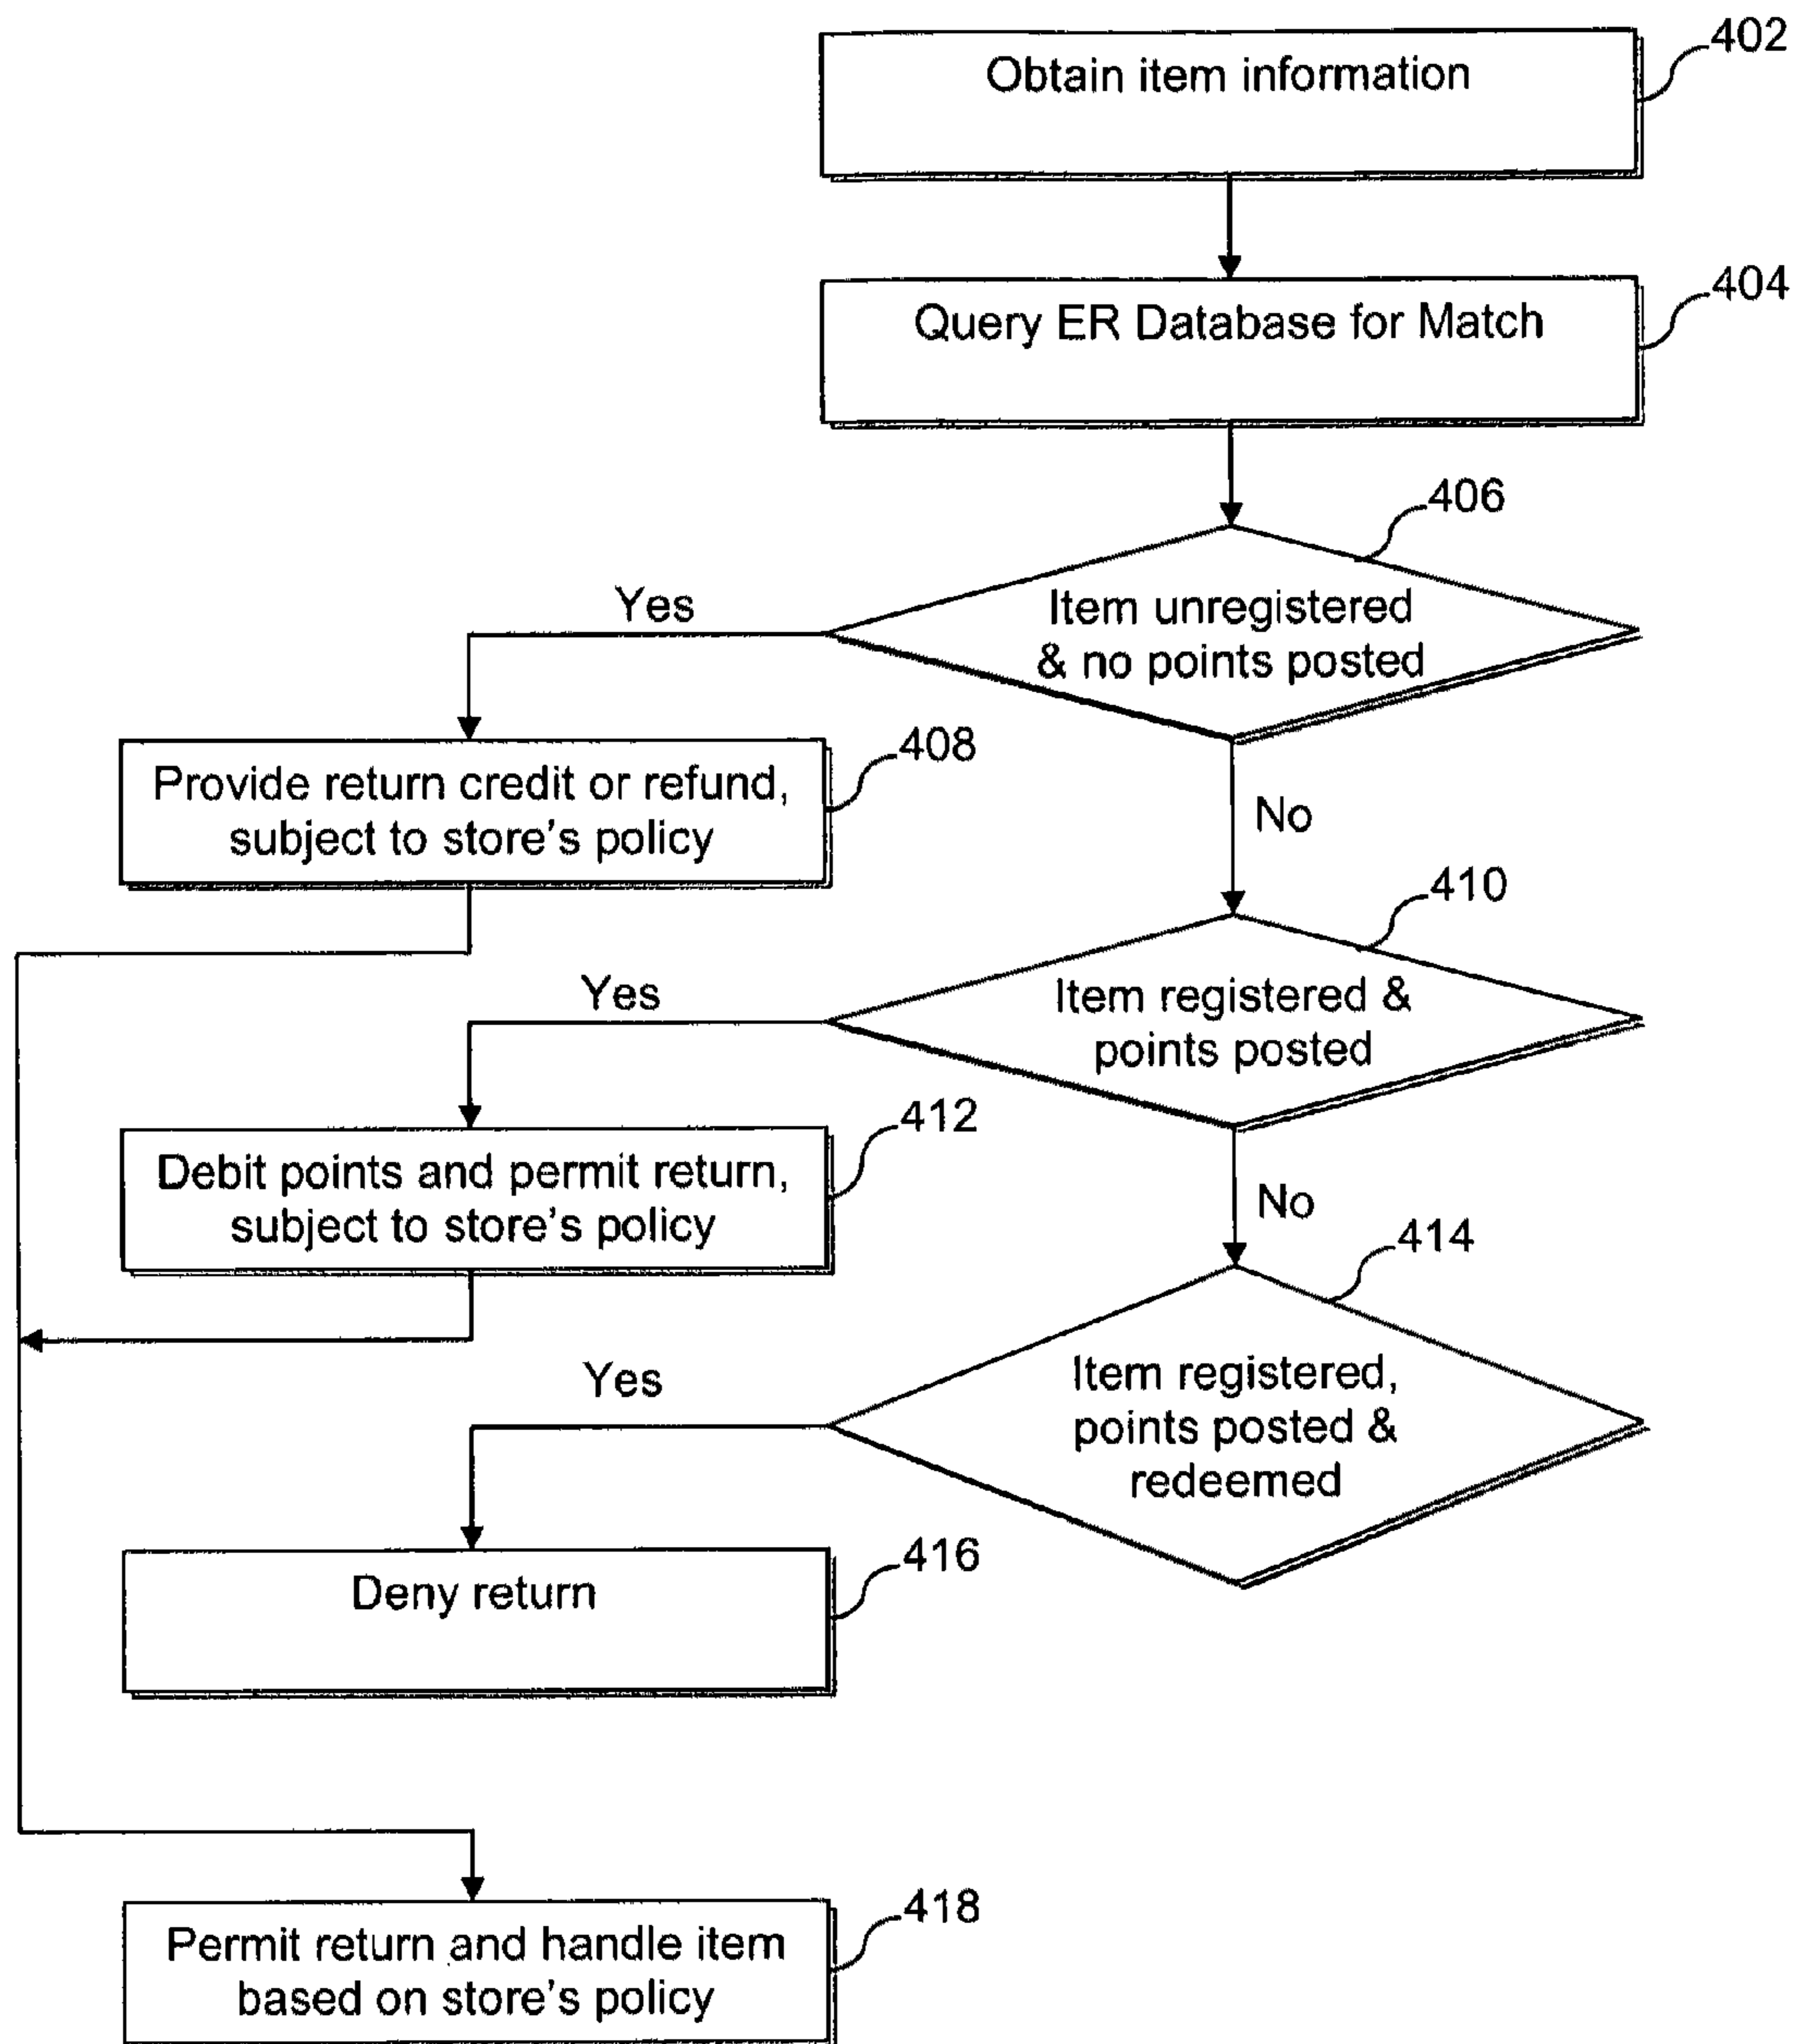 402
Obtain item information
404
Query ER Database for Match
406
Yes
Item unregistered
& no points posted
408
Provide return credit or refund,
subject to store's policy
No
410
Yes
Item registered &
points posted
412
Debit points and permit return,
subject to store's policy
No
414
Yes
Item registered,
points posted &
redeemed
416
Deny return
418
Permit return and handle item
based on store's policy